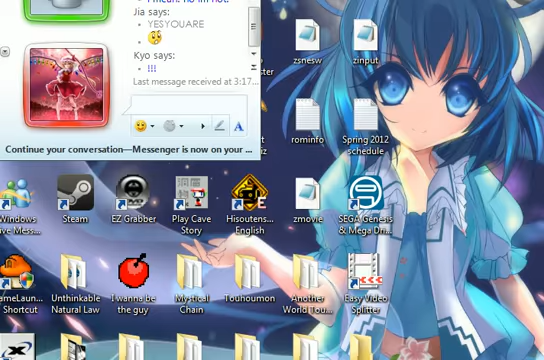 Jia says:
YESYOUARE
Kyo says:
!!!
Last message received at 3:17...
A
Continue your conversation—Messenger is now on your ...
zsnesw
zinput
rominfo
Spring 2012
schedule
Windows
Steam
EZ Grabber
Play Cave
Story
Hisoutens...
English
zmovie
SEGA Genesis
& Mega Dri...
Shortcut
Unthinkable
Natural Law
I wanna be
the guy
Mystical
Chain
Touhoumon
Another
World Tou...
Easy Video
Splitter